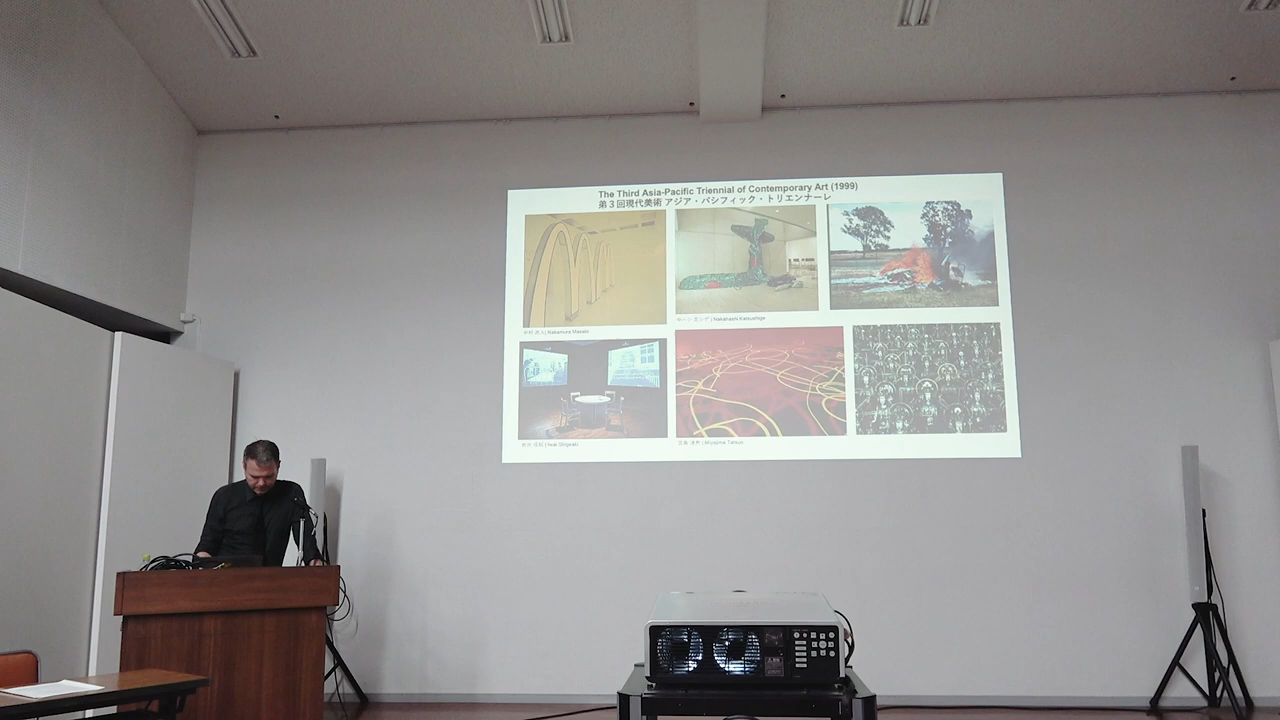 The Third Asia-Pacific Triennial of Contemporary Art (1999)
第３回現代美術 アジア・パシフィック・トリエンナーレ
| Nakamura Masato
| Nakahashi Katsushige
| Iwai Shigeaki
| Miyajima Tatsuo